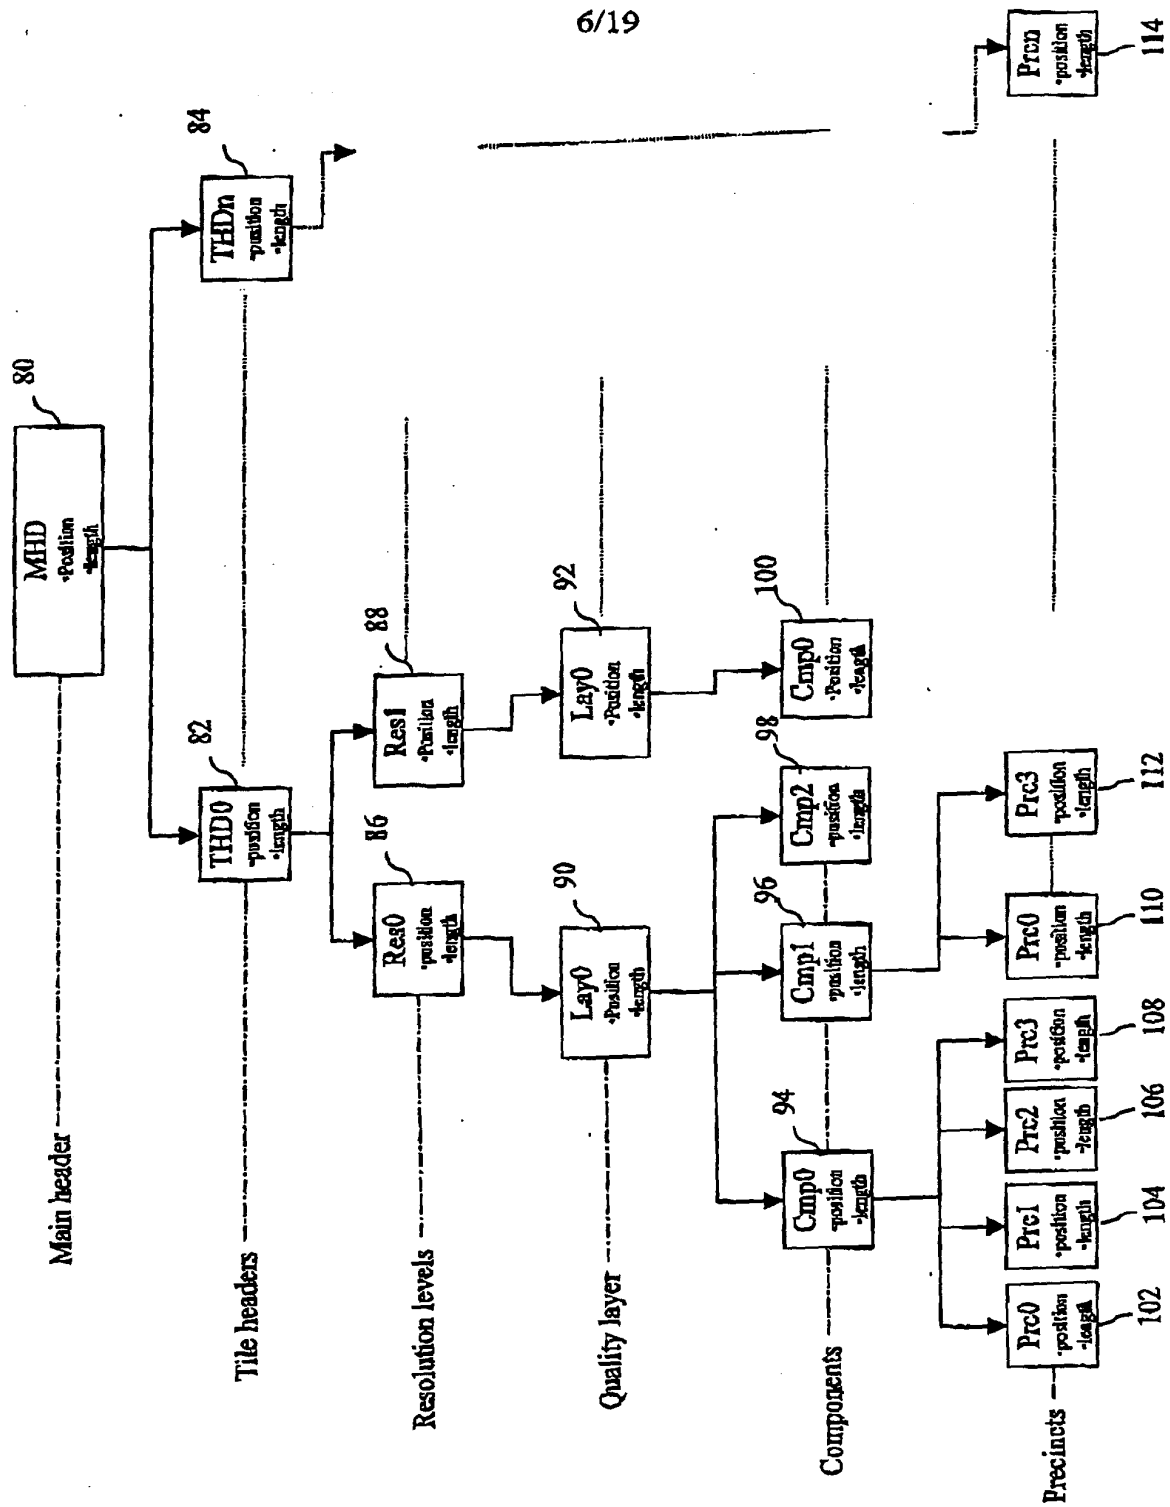 6/19
Main header
MHD
•Position
•length
80
Tile headers
THD0
•position
•length
82
THDn
•position
•length
84
Resolution levels
Res0
•position
•length
86
Res1
•Position
•length
88
Quality layer
Lay0
•Position
•length
90
Lay0
•Position
•length
92
Components
Cmp0
•position
•length
94
Cmp1
•position
•length
96
Cmp2
•position
•length
98
Cmp0
•Position
•length
100
Precincts
Prc0
•position
•length
102
Prc1
•position
•length
104
Prc2
•position
•length
106
Prc3
•position
•length
108
Prc0
•position
•length
110
Prc3
•position
•length
112
Prcn
•position
•length
114